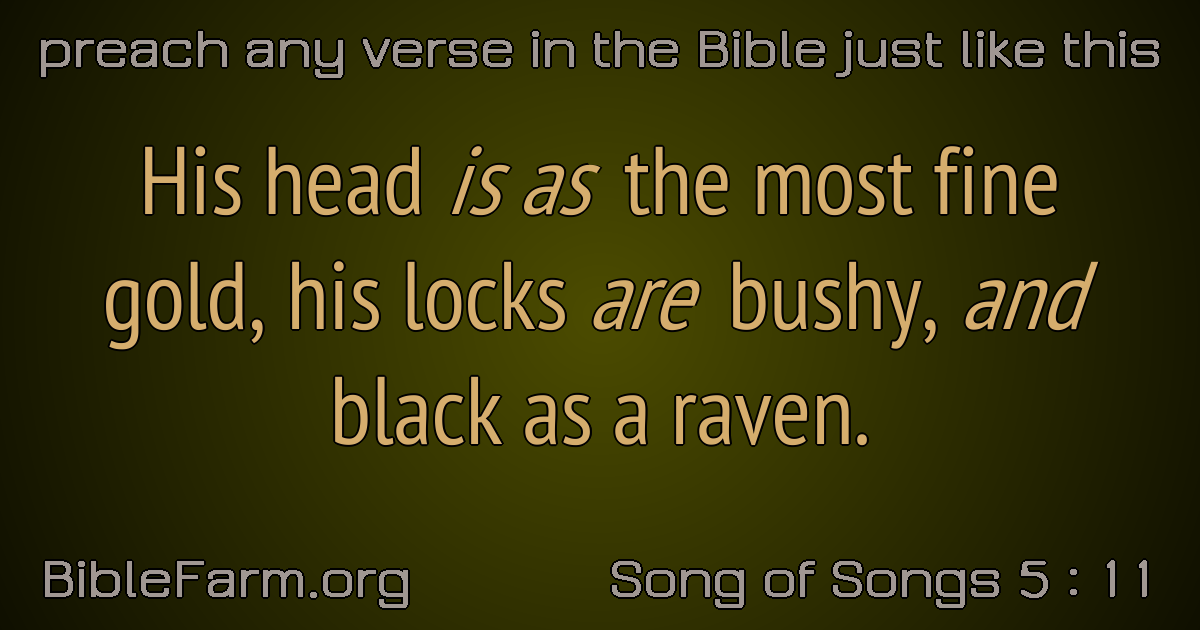 preach any verse in the Bible just like this
His head is as the most fine
gold, his locks are bushy, and
black as a raven.
BibleFarm.org
Song of Songs 5 : 11